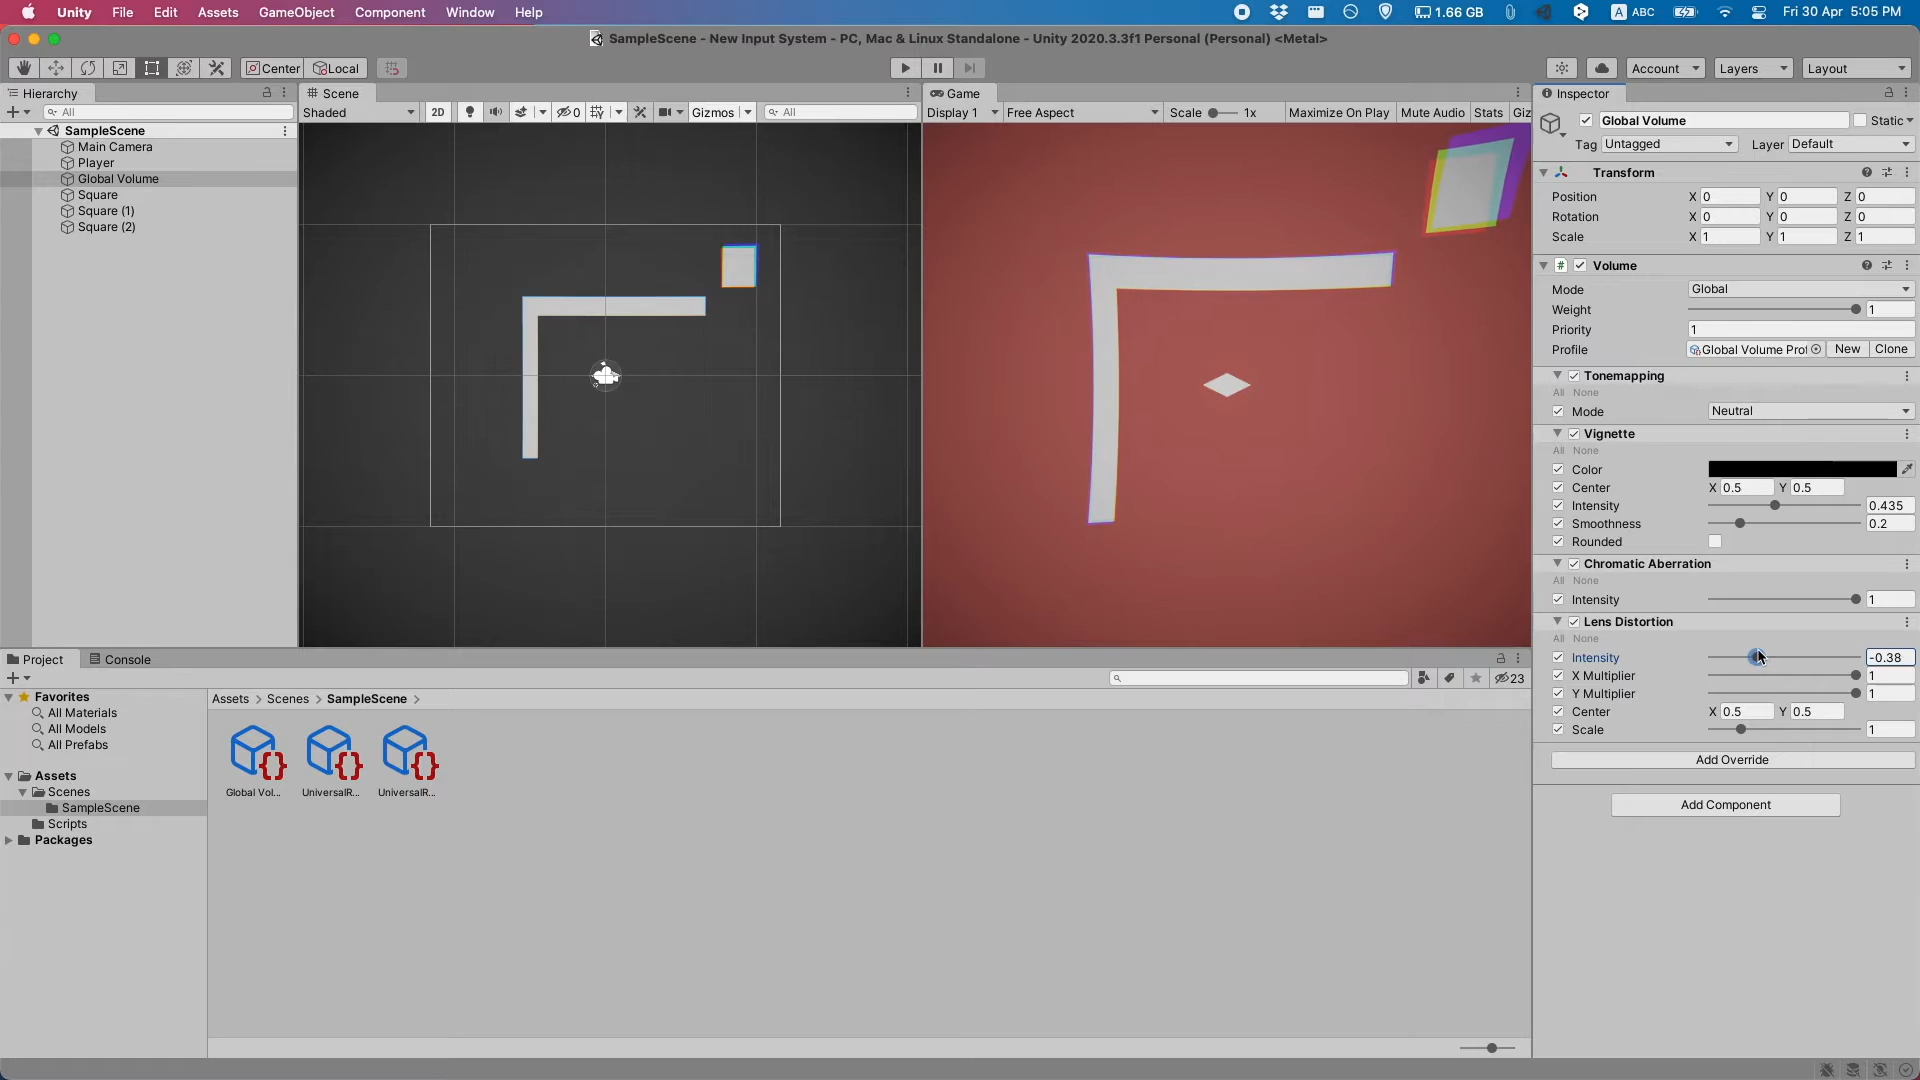 Unity File Edit Assets GameObject Component Window Help 1.66 GB A ABC Fri 30 Apr 5:05 PM
SampleScene - New Input System - PC, Mac & Linux Standalone - Unity 2020.3.3f1 Personal (Personal) <Metal>
Center Local Account Layers Layout
Hierarchy
All
SampleScene
Main Camera
Player
Global Volume
Square
Square (1)
Square (2)
Scene
Shaded 2D 0 Gizmos All
Game
Display 1 Free Aspect Scale 1x Maximize On Play Mute Audio Stats Giz
Inspector
Global Volume Static
Tag Untagged Layer Default
Transform
Position X 0 Y 0 Z 0
Rotation X 0 Y 0 Z 0
Scale X 1 Y 1 Z 1
# Volume
Mode Global
Weight 1
Priority 1
Profile Global Volume Prof New Clone
Tonemapping
All None
Mode Neutral
Vignette
All None
Color
Center X 0.5 Y 0.5
Intensity 0.435
Smoothness 0.2
Rounded
Chromatic Aberration
All None
Intensity 1
Lens Distortion
All None
Intensity -0.38
X Multiplier 1
Y Multiplier 1
Center X 0.5 Y 0.5
Scale 1
Add Override
Add Component
Project Console
23
Favorites
All Materials
All Models
All Prefabs
Assets
Scenes
SampleScene
Scripts
Packages
Assets > Scenes > SampleScene >
Global Vol... UniversalR... UniversalR...